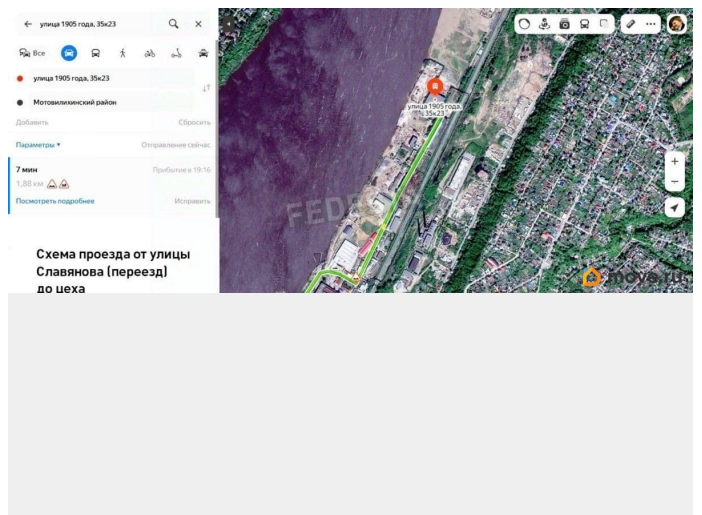 улица 1905 года, 35к23
Все
улица 1905 года, 35к23
Мотовилихинский район
Добавить
Сбросить
Параметры
Отправление сейчас
7 мин
Прибытие в 19:16
1,88 км
Посмотреть подробнее
Исправить
Схема проезда от улицы
Славянова (переезд)
до цеха
улица 1905 года,
35к23
move.ru